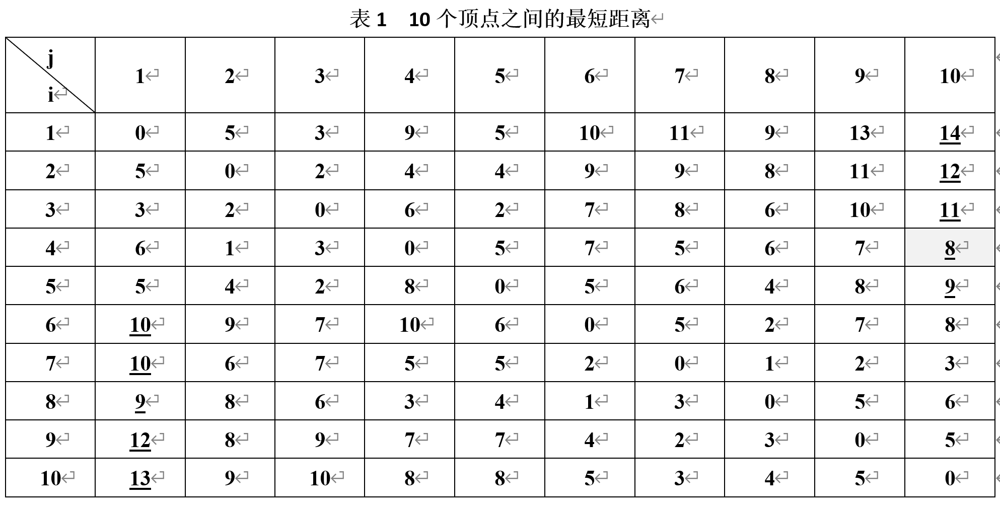 表 1 10 个顶点之间的最短距离↵
j
i↵ 1↵ 2↵ 3↵ 4↵ 5↵ 6↵ 7↵ 8↵ 9↵ 10↵
1↵ 0↵ 5↵ 3↵ 9↵ 5↵ 10↵ 11↵ 9↵ 13↵ 14↵
2↵ 5↵ 0↵ 2↵ 4↵ 4↵ 9↵ 9↵ 8↵ 11↵ 12↵
3↵ 3↵ 2↵ 0↵ 6↵ 2↵ 7↵ 8↵ 6↵ 10↵ 11↵
4↵ 6↵ 1↵ 3↵ 0↵ 5↵ 7↵ 5↵ 6↵ 7↵ 8↵
5↵ 5↵ 4↵ 2↵ 8↵ 0↵ 5↵ 6↵ 4↵ 8↵ 9↵
6↵ 10↵ 9↵ 7↵ 10↵ 6↵ 0↵ 5↵ 2↵ 7↵ 8↵
7↵ 10↵ 6↵ 7↵ 5↵ 5↵ 2↵ 0↵ 1↵ 2↵ 3↵
8↵ 9↵ 8↵ 6↵ 3↵ 4↵ 1↵ 3↵ 0↵ 5↵ 6↵
9↵ 12↵ 8↵ 9↵ 7↵ 7↵ 4↵ 2↵ 3↵ 0↵ 5↵
10↵ 13↵ 9↵ 10↵ 8↵ 8↵ 5↵ 3↵ 4↵ 5↵ 0↵